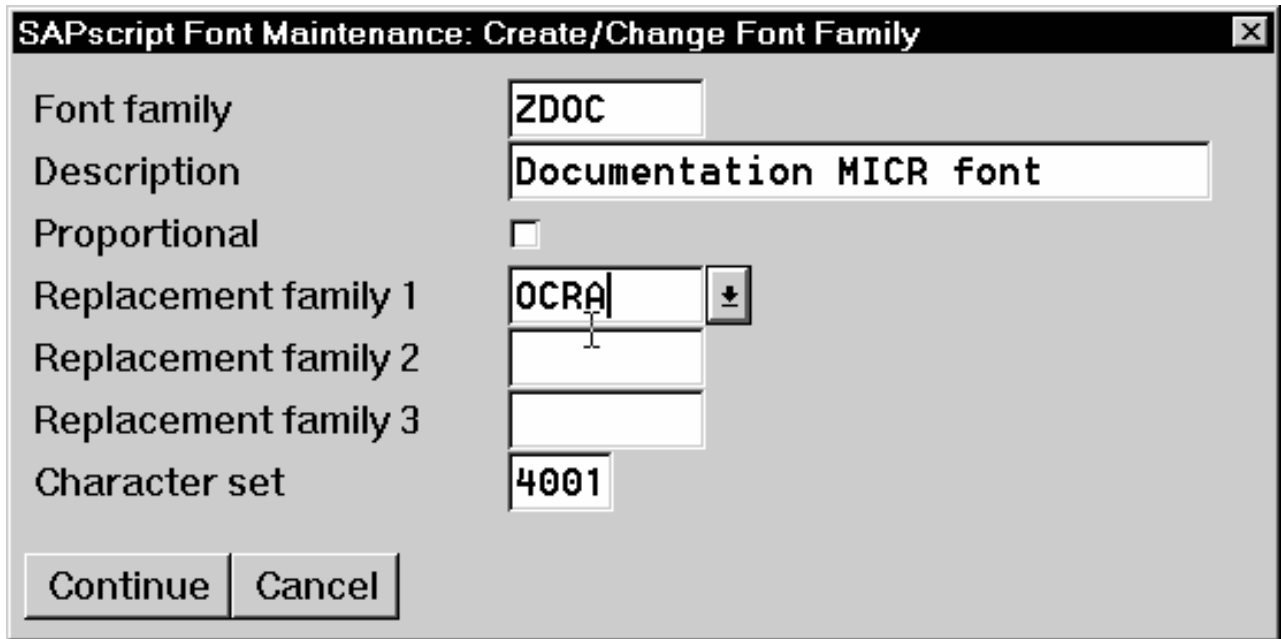 SAPscript Font Maintenance: Create/Change Font Family
Font family ZDOC
Description Documentation MICR font
Proportional
Replacement family 1 OCRA
Replacement family 2
Replacement family 3
Character set 4001
Continue Cancel